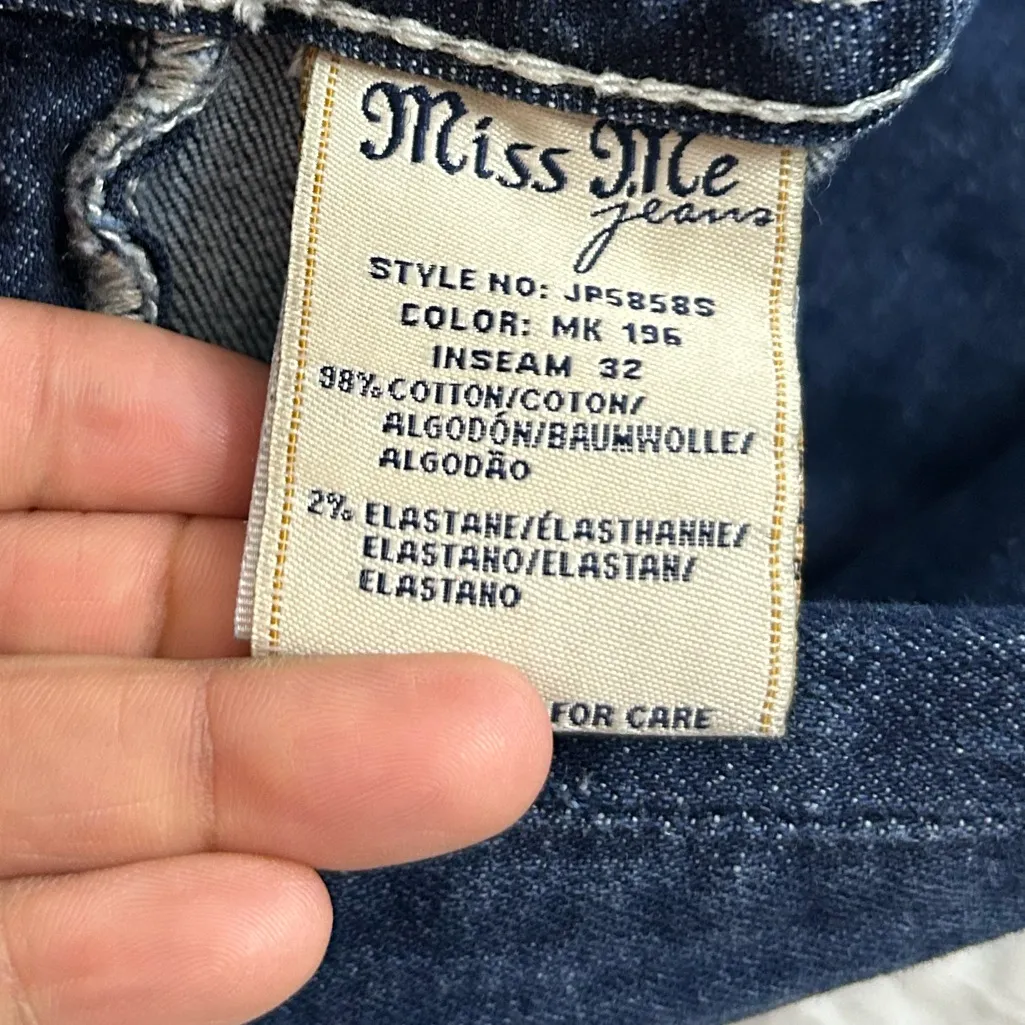 Miss Me
jeans
STYLE NO: JP5858S
COLOR: MK 196
INSEAM 32
98% COTTON/COTON/
ALGODÓN/BAUMWOLLE/
ALGODÃO
2% ELASTANE/ÉLASTHANNE/
ELASTANO/ELASTAN/
ELASTANO
FOR CARE